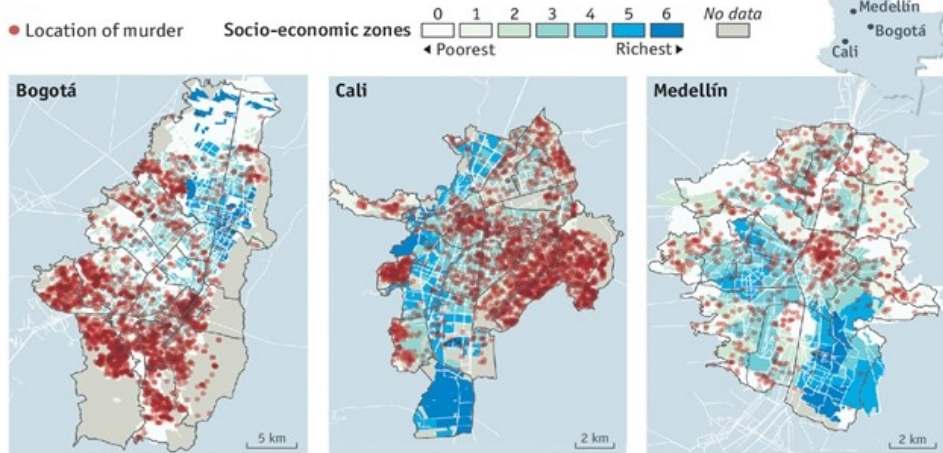 Location of murder
Socio-economic zones
0 1 2 3 4 5 6 No data
◄ Poorest Richest ►
Medellín
Bogotá
Cali
Bogotá
Cali
Medellín
5 km
2 km
2 km